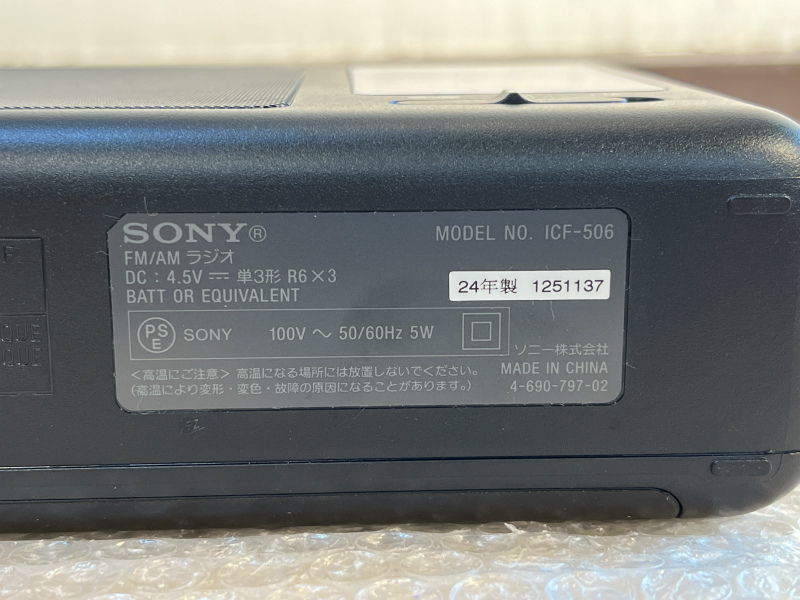 SONY®
MODEL NO. ICF-506
FM/AM ラジオ
DC : 4.5V ⎓ 単3形 R6×3
BATT OR EQUIVALENT
24年製 1251137
PS E SONY 100V ～ 50/60Hz 5W
ソニー株式会社
<高温にご注意> 高温になる場所には放置しないでください。
(高温により変形・変色・故障の原因になることがあります。)
MADE IN CHINA
4-690-797-02
QUE
QUE